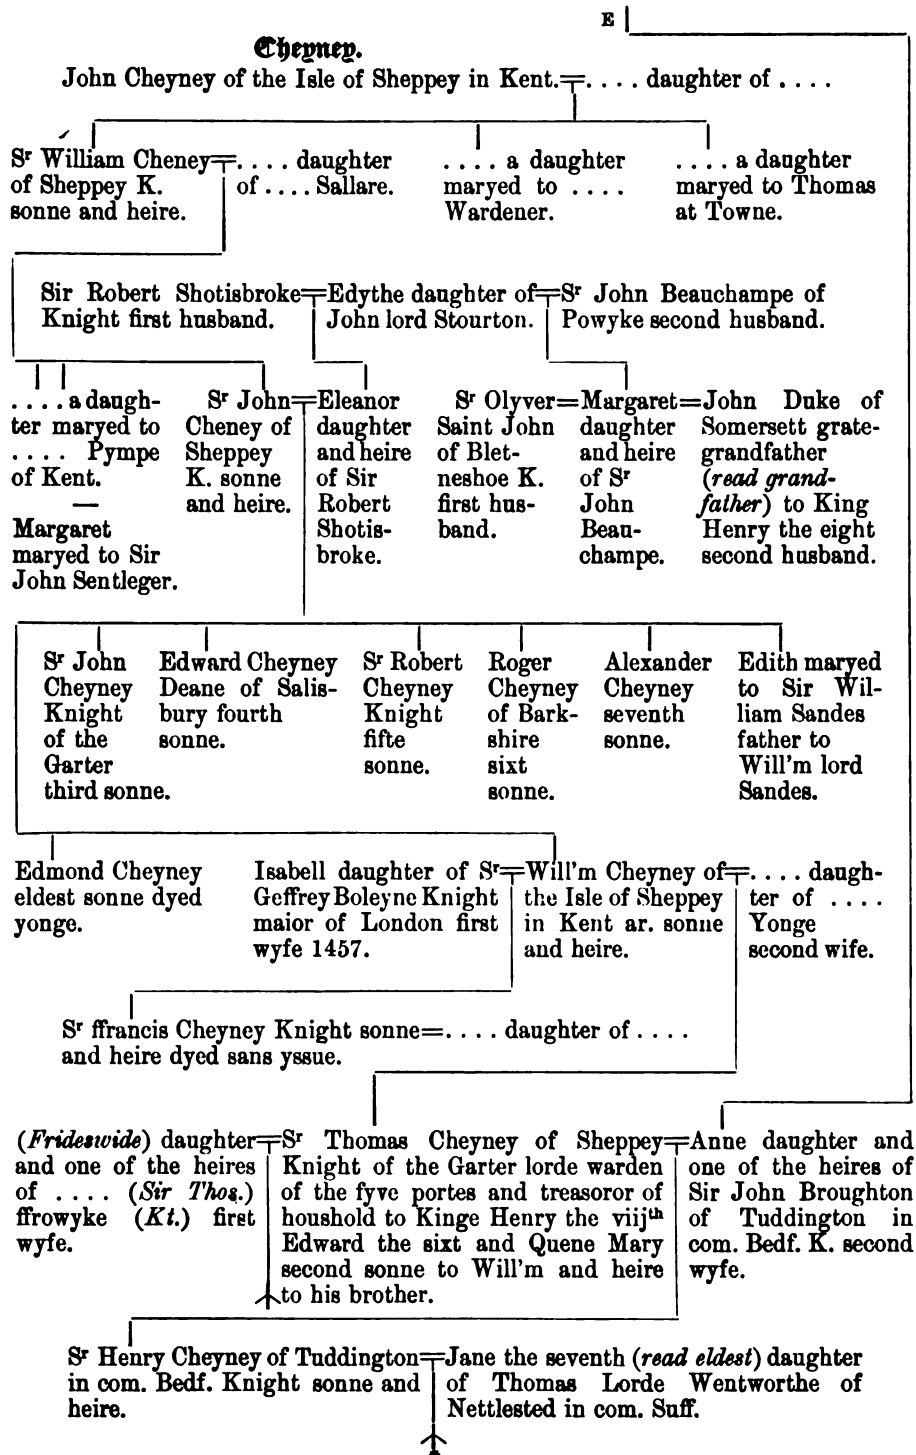 E
Cheyney.
John Cheyney of the Isle of Sheppey in Kent.=. . . . daughter of . . . .
Sr William Cheney=
of Sheppey K.
sonne and heire.
. . . . daughter
of . . . . Sallare.
. . . . a daughter
maryed to . . . .
Wardener.
. . . . a daughter
maryed to Thomas
at Towne.
Sir Robert Shotisbroke=
Knight first husband.
Edythe daughter of=
John lord Stourton.
Sr John Beauchampe of
Powyke second husband.
. . . . a daugh-
ter maryed to
. . . . Pympe
of Kent.
—
Margaret
maryed to Sir
John Sentleger.
Sr John=
Cheney of
Sheppey
K. sonne
and heire.
Eleanor
daughter
and heire
of Sir
Robert
Shotis-
broke.
Sr Olyver=
Saint John
of Blet-
neshoe K.
first hus-
band.
Margaret=
daughter
and heire
of Sr
John
Beau-
champe.
John Duke of
Somersett grate-
grandfather
(read grand-
father) to King
Henry the eight
second husband.
Sr John
Cheyney
Knight
of the
Garter
third sonne.
Edward Cheyney
Deane of Salis-
bury fourth
sonne.
Sr Robert
Cheyney
Knight
fifte
sonne.
Roger
Cheyney
of Bark-
shire
sixt
sonne.
Alexander
Cheyney
seventh
sonne.
Edith maryed
to Sir Wil-
liam Sandes
father to
Will'm lord
Sandes.
Edmond Cheyney
eldest sonne dyed
yonge.
Isabell daughter of Sr=
Geffrey Boleyne Knight
maior of London first
wyfe 1457.
Will'm Cheyney of=
the Isle of Sheppey
in Kent ar. sonne
and heire.
. . . . daugh-
ter of . . . .
Yonge
second wife.
Sr ffrancis Cheyney Knight sonne=. . . . daughter of . . . .
and heire dyed sans yssue.
(Frideswide) daughter=
and one of the heires
of . . . . (Sir Thos.)
ffrowyke (Kt.) first
wyfe.
Sr Thomas Cheyney of Sheppey=
Knight of the Garter lorde warden
of the fyve portes and treasoror of
houshold to Kinge Henry the viijth
Edward the sixt and Quene Mary
second sonne to Will'm and heire
to his brother.
Anne daughter and
one of the heires of
Sir John Broughton
of Tuddington in
com. Bedf. K. second
wyfe.
Sr Henry Cheyney of Tuddington=
in com. Bedf. Knight sonne and
heire.
Jane the seventh (read eldest) daughter
of Thomas Lorde Wentworthe of
Nettlested in com. Suff.